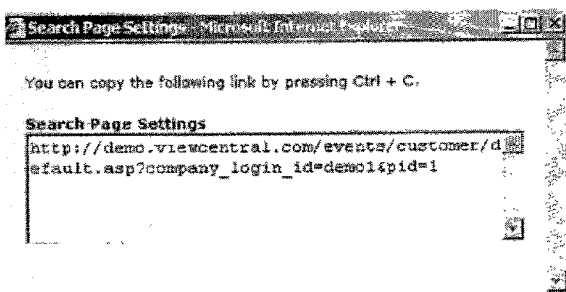 Search Page Settings - Microsoft Internet Explorer
You can copy the following link by pressing Ctrl + C.
Search Page Settings
http://demo.viewcentral.com/events/customer/d
efault.asp?company_login_id=demo1&pid=1